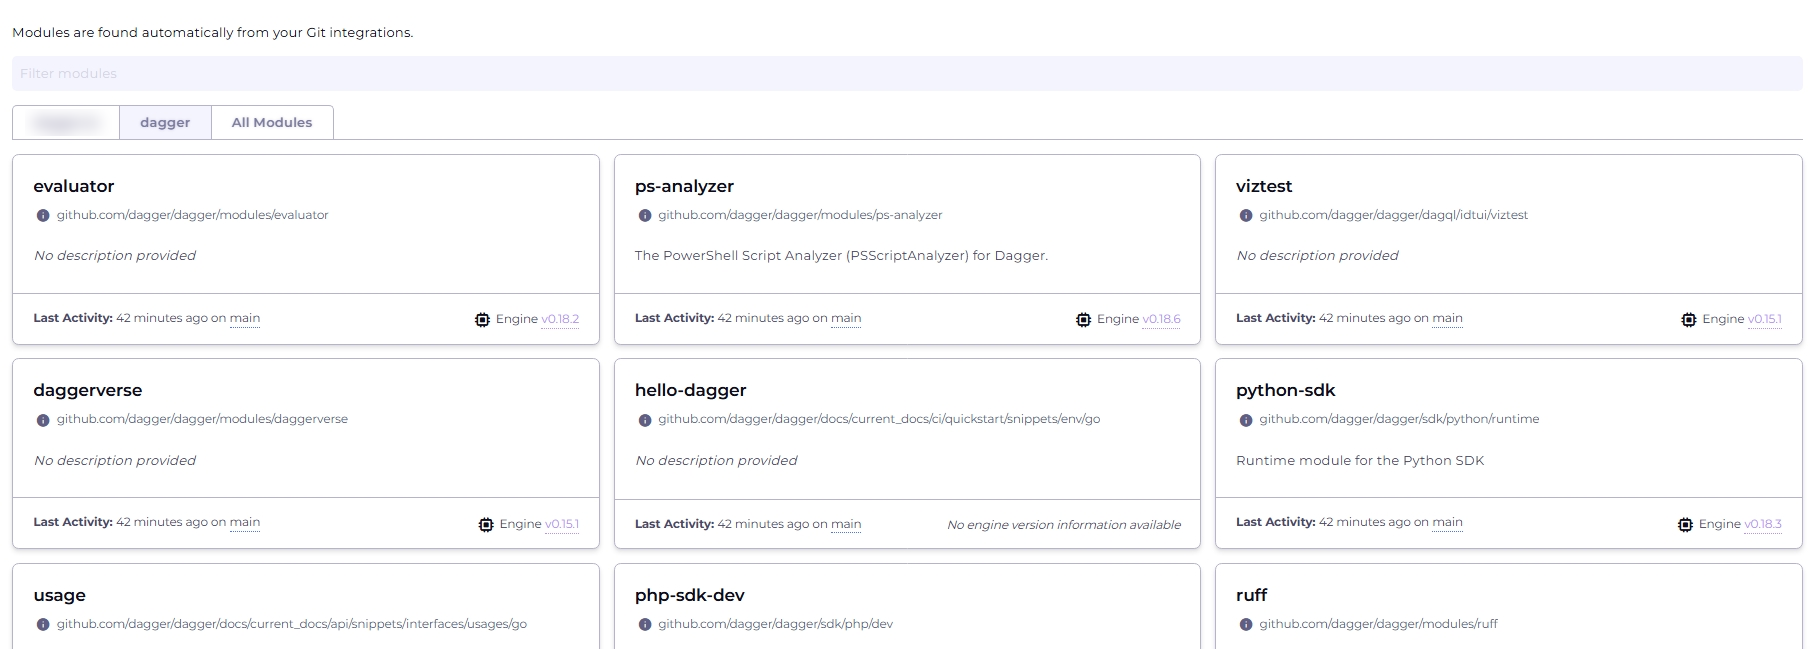 Modules are found automatically from your Git integrations.
Filter modules
dagger
All Modules
evaluator
github.com/dagger/dagger/modules/evaluator
No description provided
Last Activity: 42 minutes ago on main
Engine v0.18.2
ps-analyzer
github.com/dagger/dagger/modules/ps-analyzer
The PowerShell Script Analyzer (PSScriptAnalyzer) for Dagger.
Last Activity: 42 minutes ago on main
Engine v0.18.6
viztest
github.com/dagger/dagger/dagql/idtui/viztest
No description provided
Last Activity: 42 minutes ago on main
Engine v0.15.1
daggerverse
github.com/dagger/dagger/modules/daggerverse
No description provided
Last Activity: 42 minutes ago on main
Engine v0.15.1
hello-dagger
github.com/dagger/dagger/docs/current_docs/ci/quickstart/snippets/env/go
No description provided
Last Activity: 42 minutes ago on main
No engine version information available
python-sdk
github.com/dagger/dagger/sdk/python/runtime
Runtime module for the Python SDK
Last Activity: 42 minutes ago on main
Engine v0.18.3
usage
github.com/dagger/dagger/docs/current_docs/api/snippets/interfaces/usages/go
php-sdk-dev
github.com/dagger/dagger/sdk/php/dev
ruff
github.com/dagger/dagger/modules/ruff